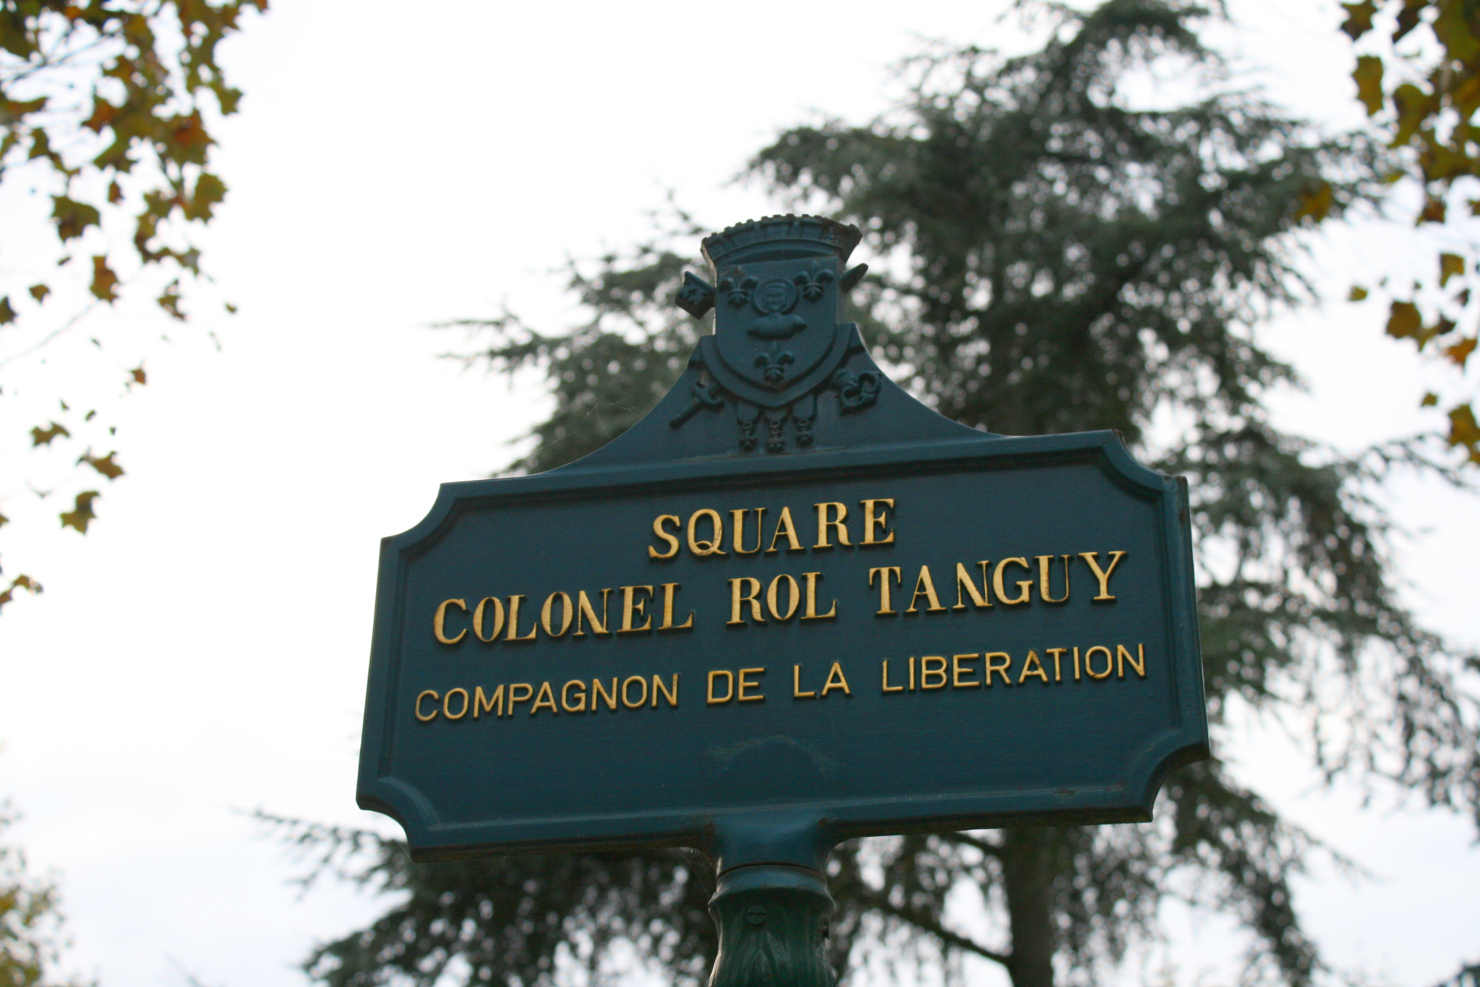 SQUARE
COLONEL ROL TANGUY
COMPAGNON DE LA LIBERATION